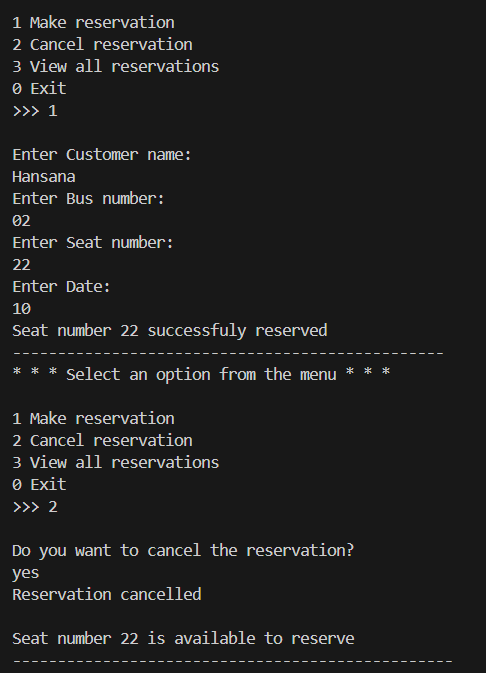 1 Make reservation
2 Cancel reservation
3 View all reservations
0 Exit
>>> 1
Enter Customer name:
Hansana
Enter Bus number:
02
Enter Seat number:
22
Enter Date:
10
Seat number 22 successfuly reserved
------------------------------------------------
* * * Select an option from the menu * * *
1 Make reservation
2 Cancel reservation
3 View all reservations
0 Exit
>>> 2
Do you want to cancel the reservation?
yes
Reservation cancelled
Seat number 22 is available to reserve
-------------------------------------------------